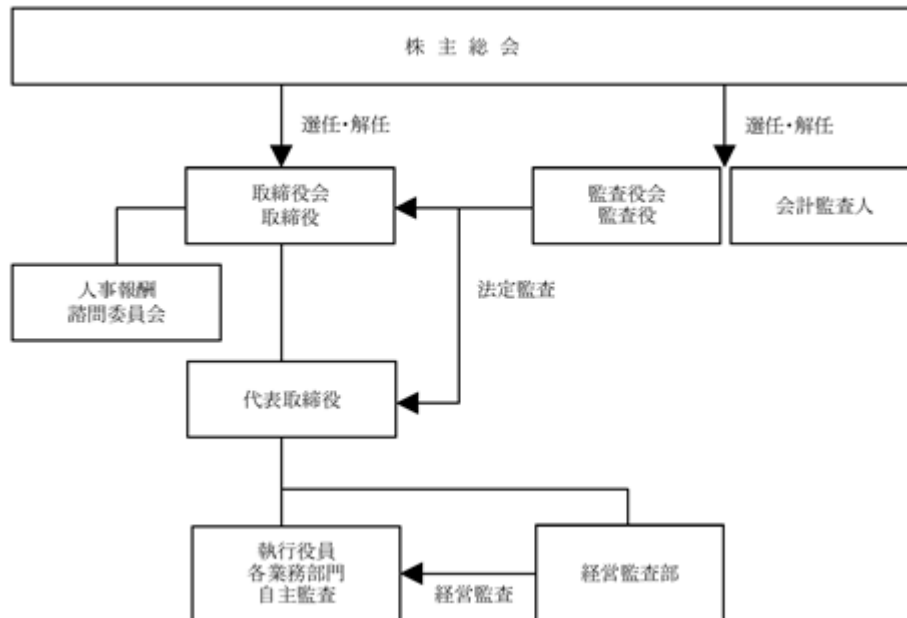 株主総会
選任・解任
選任・解任
取締役会
取締役
監査役会
監査役
会計監査人
人事報酬
諮問委員会
法定監査
代表取締役
執行役員
各業務部門
自主監査
経営監査
経営監査部